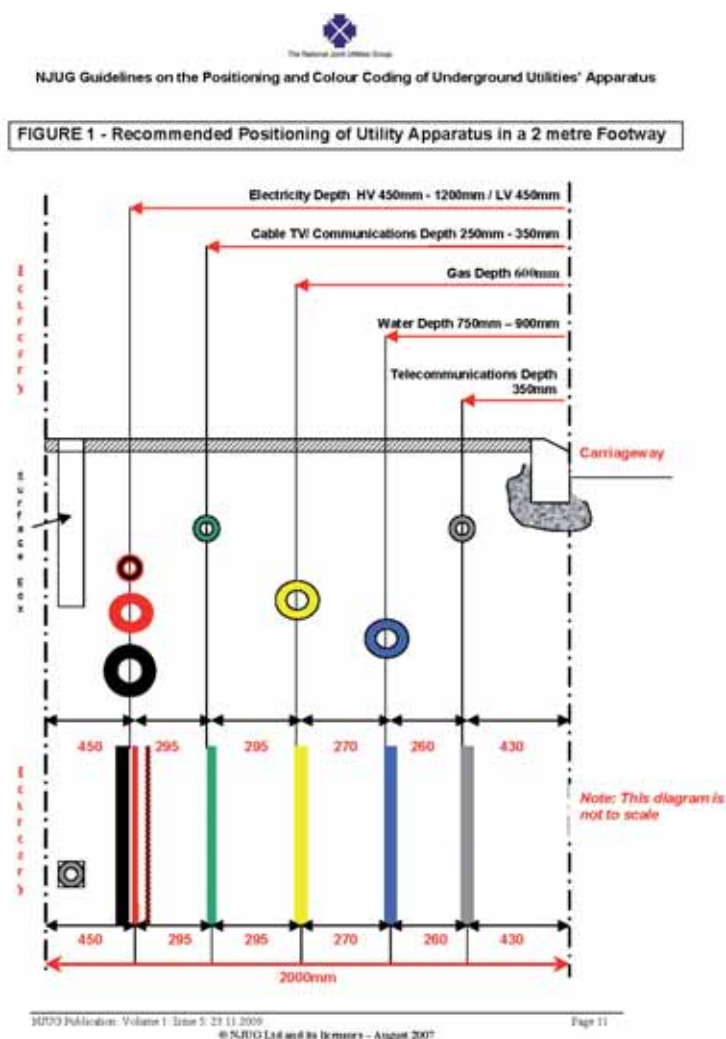 The National Joint Utilities Group
NJUG Guidelines on the Positioning and Colour Coding of Underground Utilities' Apparatus
FIGURE 1 - Recommended Positioning of Utility Apparatus in a 2 metre Footway
Electricity Depth HV 450mm - 1200mm / LV 450mm
Cable TV/ Communications Depth 250mm - 350mm
Gas Depth 600mm
Water Depth 750mm – 900mm
Telecommunications Depth
350mm
Boundary
Carriageway
Surface Box
450 295 295 270 260 430
Boundary
Note: This diagram is
not to scale
450 295 295 270 260 430
2000mm
NJUG Publication: Volume 1: Issue 5: 23 11.2009 Page 11
© NJUG Ltd and its licensors – August 2007